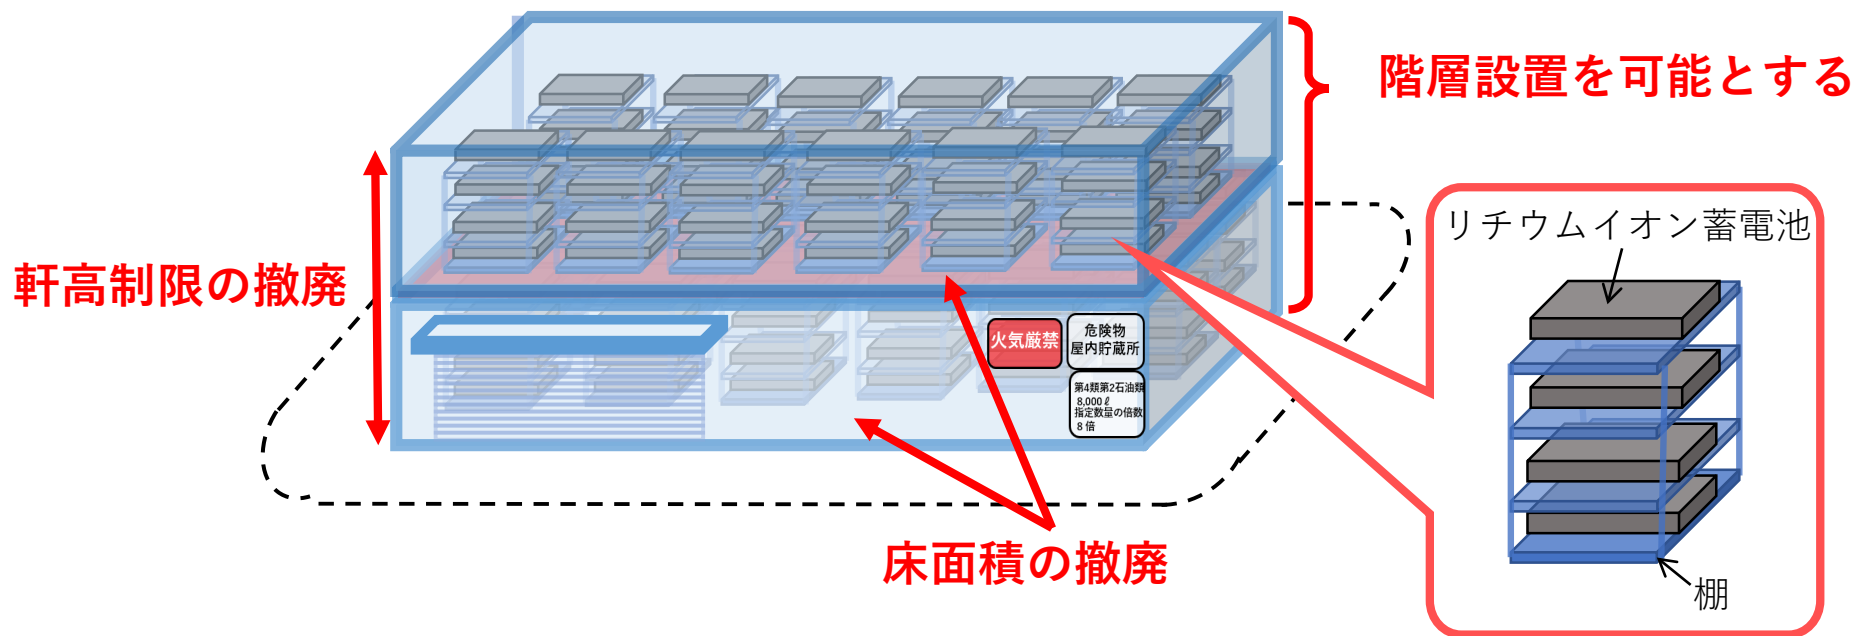 階層設置を可能とする
軒高制限の撤廃
リチウムイオン蓄電池
火気厳禁
危険物
屋内貯蔵所
第4類第2石油類
8,000ℓ
指定数量の倍数
8 倍
床面積の撤廃
棚